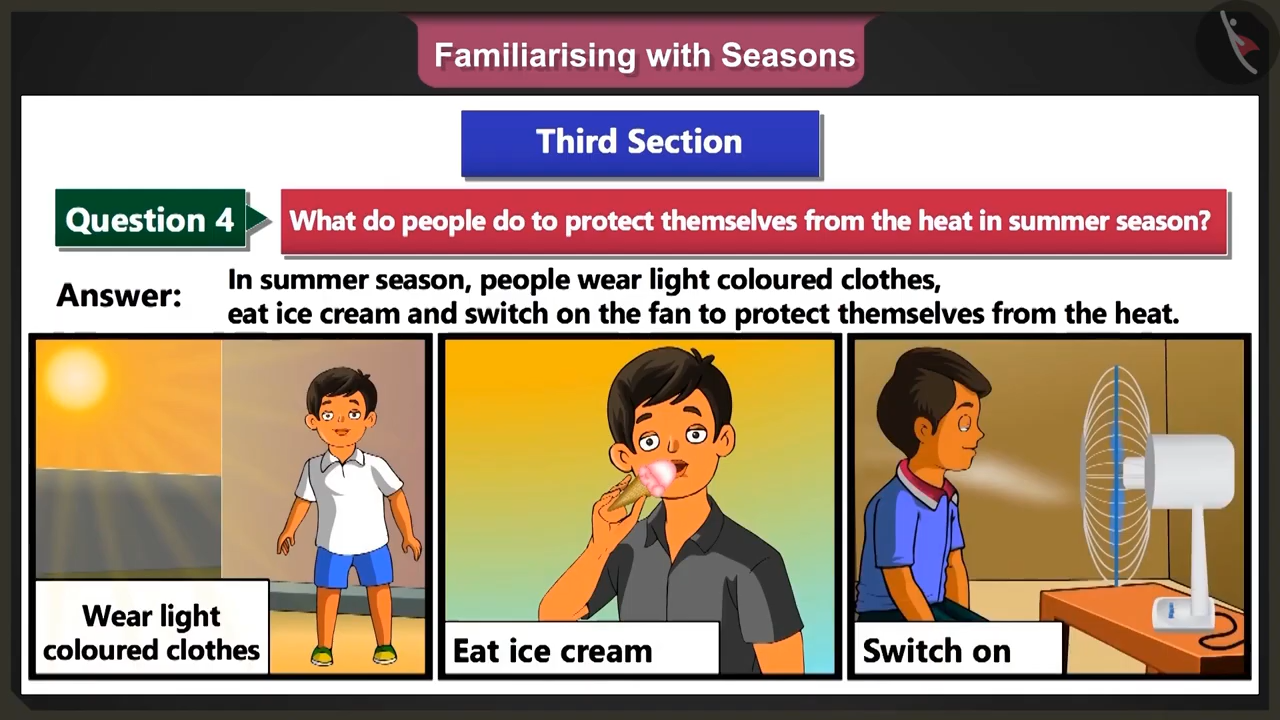 Familiarising with Seasons
Third Section
Question 4
What do people do to protect themselves from the heat in summer season?
Answer:
In summer season, people wear light coloured clothes,
eat ice cream and switch on the fan to protect themselves from the heat.
Wear light
coloured clothes
Eat ice cream
Switch on